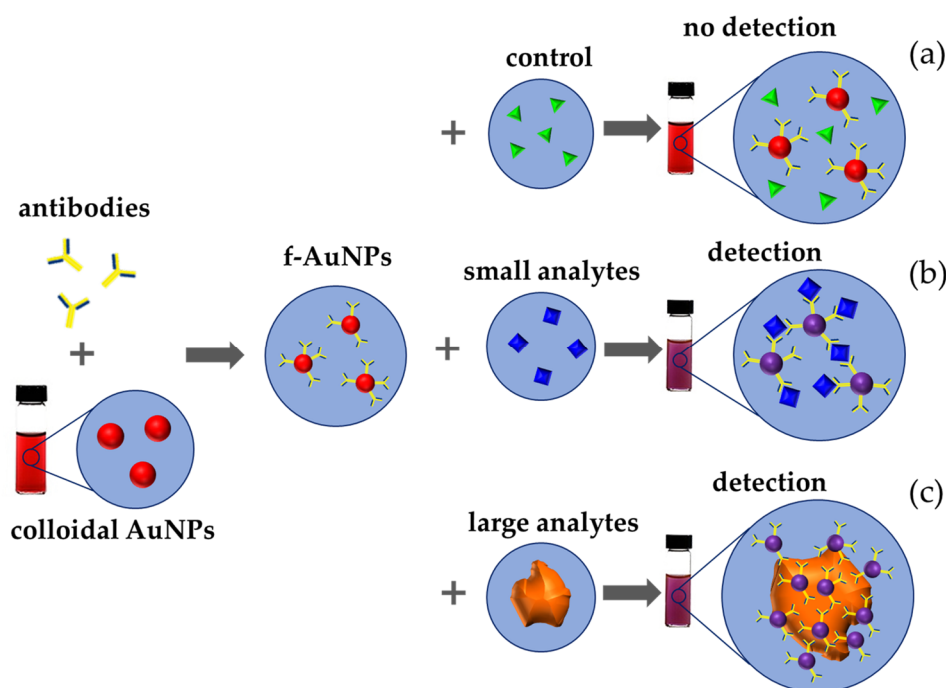 no detection
(a)
control
+
antibodies
f-AuNPs
small analytes
detection
(b)
+
+
colloidal AuNPs
large analytes
detection
(c)
+